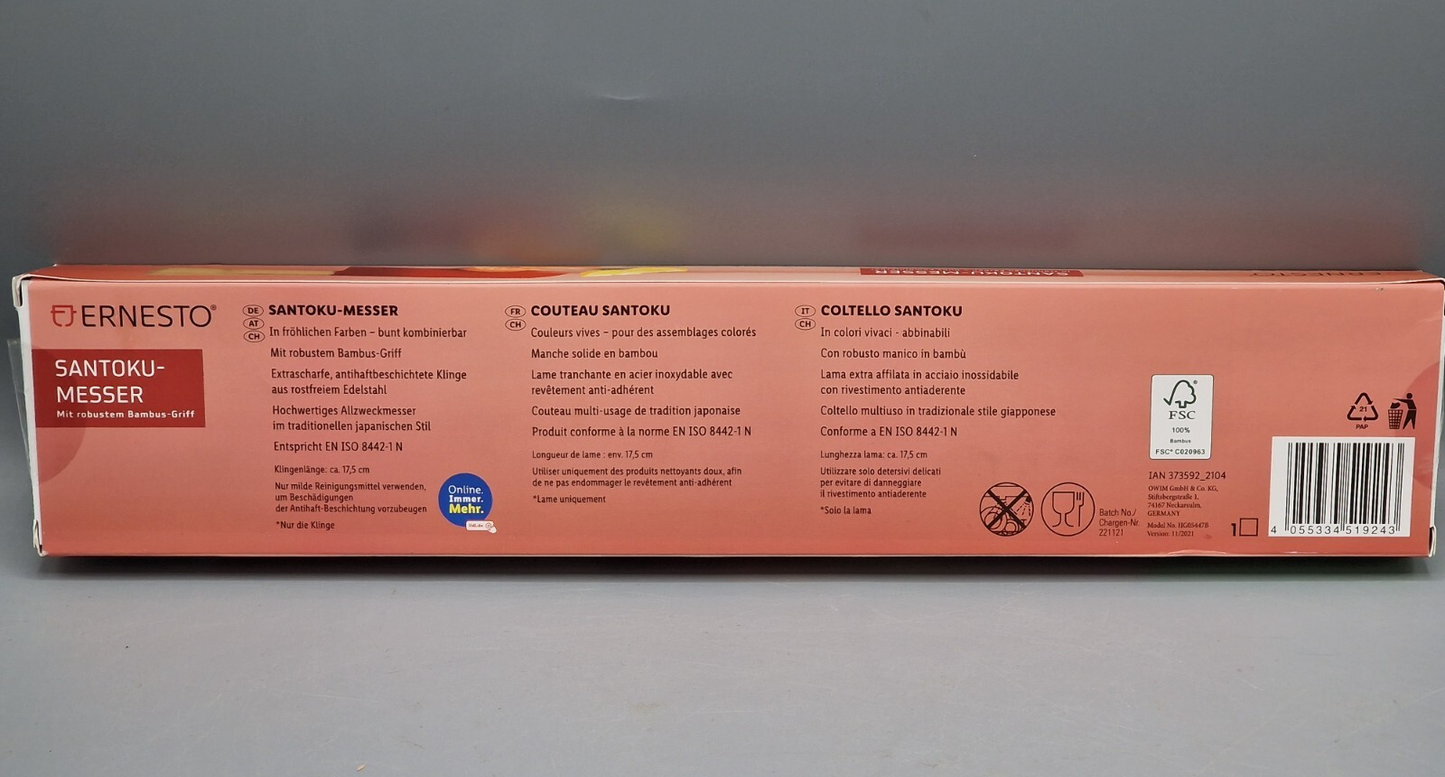 SANTOKU-MESSER
ERNESTO
ERNESTO®
SANTOKU-
MESSER
Mit robustem Bambus-Griff
DE AT CH
SANTOKU-MESSER
In fröhlichen Farben – bunt kombinierbar
Mit robustem Bambus-Griff
Extrascharfe, antihaftbeschichtete Klinge
aus rostfreiem Edelstahl
Hochwertiges Allzweckmesser
im traditionellen japanischen Stil
Entspricht EN ISO 8442-1 N
Klingenlänge: ca. 17,5 cm
Nur milde Reinigungsmittel verwenden,
um Beschädigungen
der Antihaft-Beschichtung vorzubeugen
*Nur die Klinge
Online.
Immer.
Mehr.
FR CH
COUTEAU SANTOKU
Couleurs vives – pour des assemblages colorés
Manche solide en bambou
Lame tranchante en acier inoxydable avec
revêtement anti-adhérent
Couteau multi-usage de tradition japonaise
Produit conforme à la norme EN ISO 8442-1 N
Longueur de lame : env. 17,5 cm
Utiliser uniquement des produits nettoyants doux, afin
de ne pas endommager le revêtement anti-adhérent
*Lame uniquement
IT CH
COLTELLO SANTOKU
In colori vivaci - abbinabili
Con robusto manico in bambù
Lama extra affilata in acciaio inossidabile
con rivestimento antiaderente
Coltello multiuso in tradizionale stile giapponese
Conforme a EN ISO 8442-1 N
Lunghezza lama: ca. 17,5 cm
Utilizzare solo detersivi delicati
per evitare di danneggiare
il rivestimento antiaderente
*Solo la lama
Batch No./
Chargen-Nr.
221121
FSC
100%
Bambus
FSC® C020963
IAN 373592_2104
OWIM GmbH & Co. KG,
Stiftsbergstraße 1,
74167 Neckarsulm,
GERMANY
Model No. HG05447B
Version: 11/2021
21
PAP
1
4 055334 519243